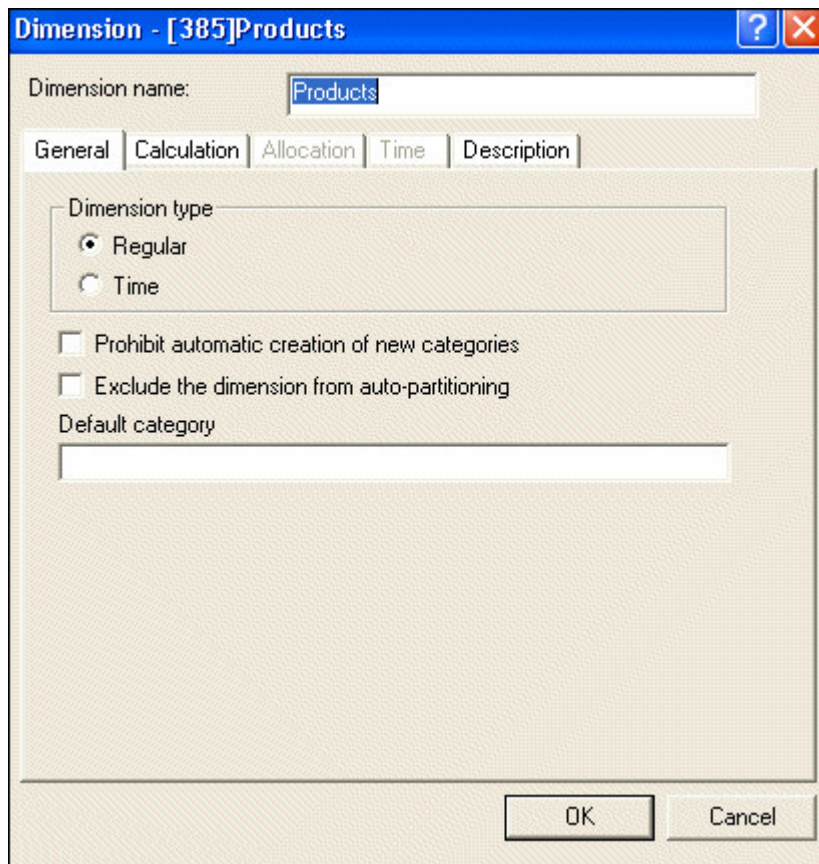 Dimension - [385]Products
Dimension name: Products
General Calculation Allocation Time Description
Dimension type
Regular
Time
Prohibit automatic creation of new categories
Exclude the dimension from auto-partitioning
Default category
OK Cancel